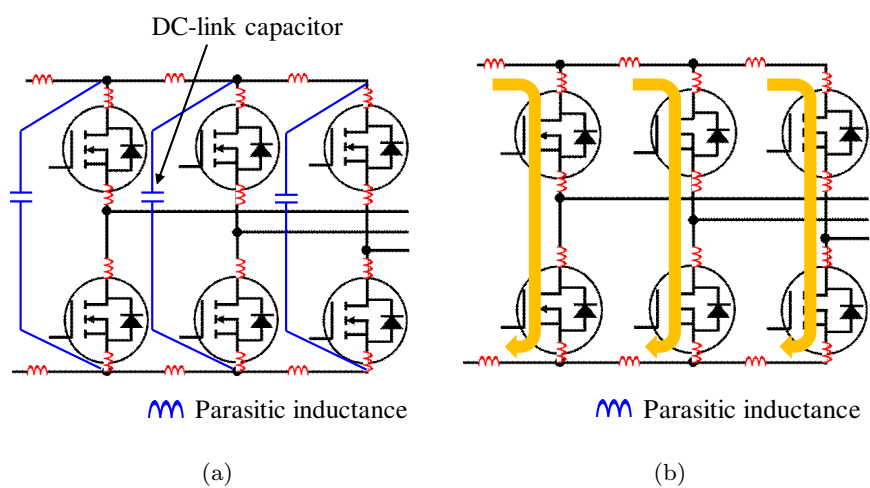 DC-link capacitor
Parasitic inductance
Parasitic inductance
(a)
(b)